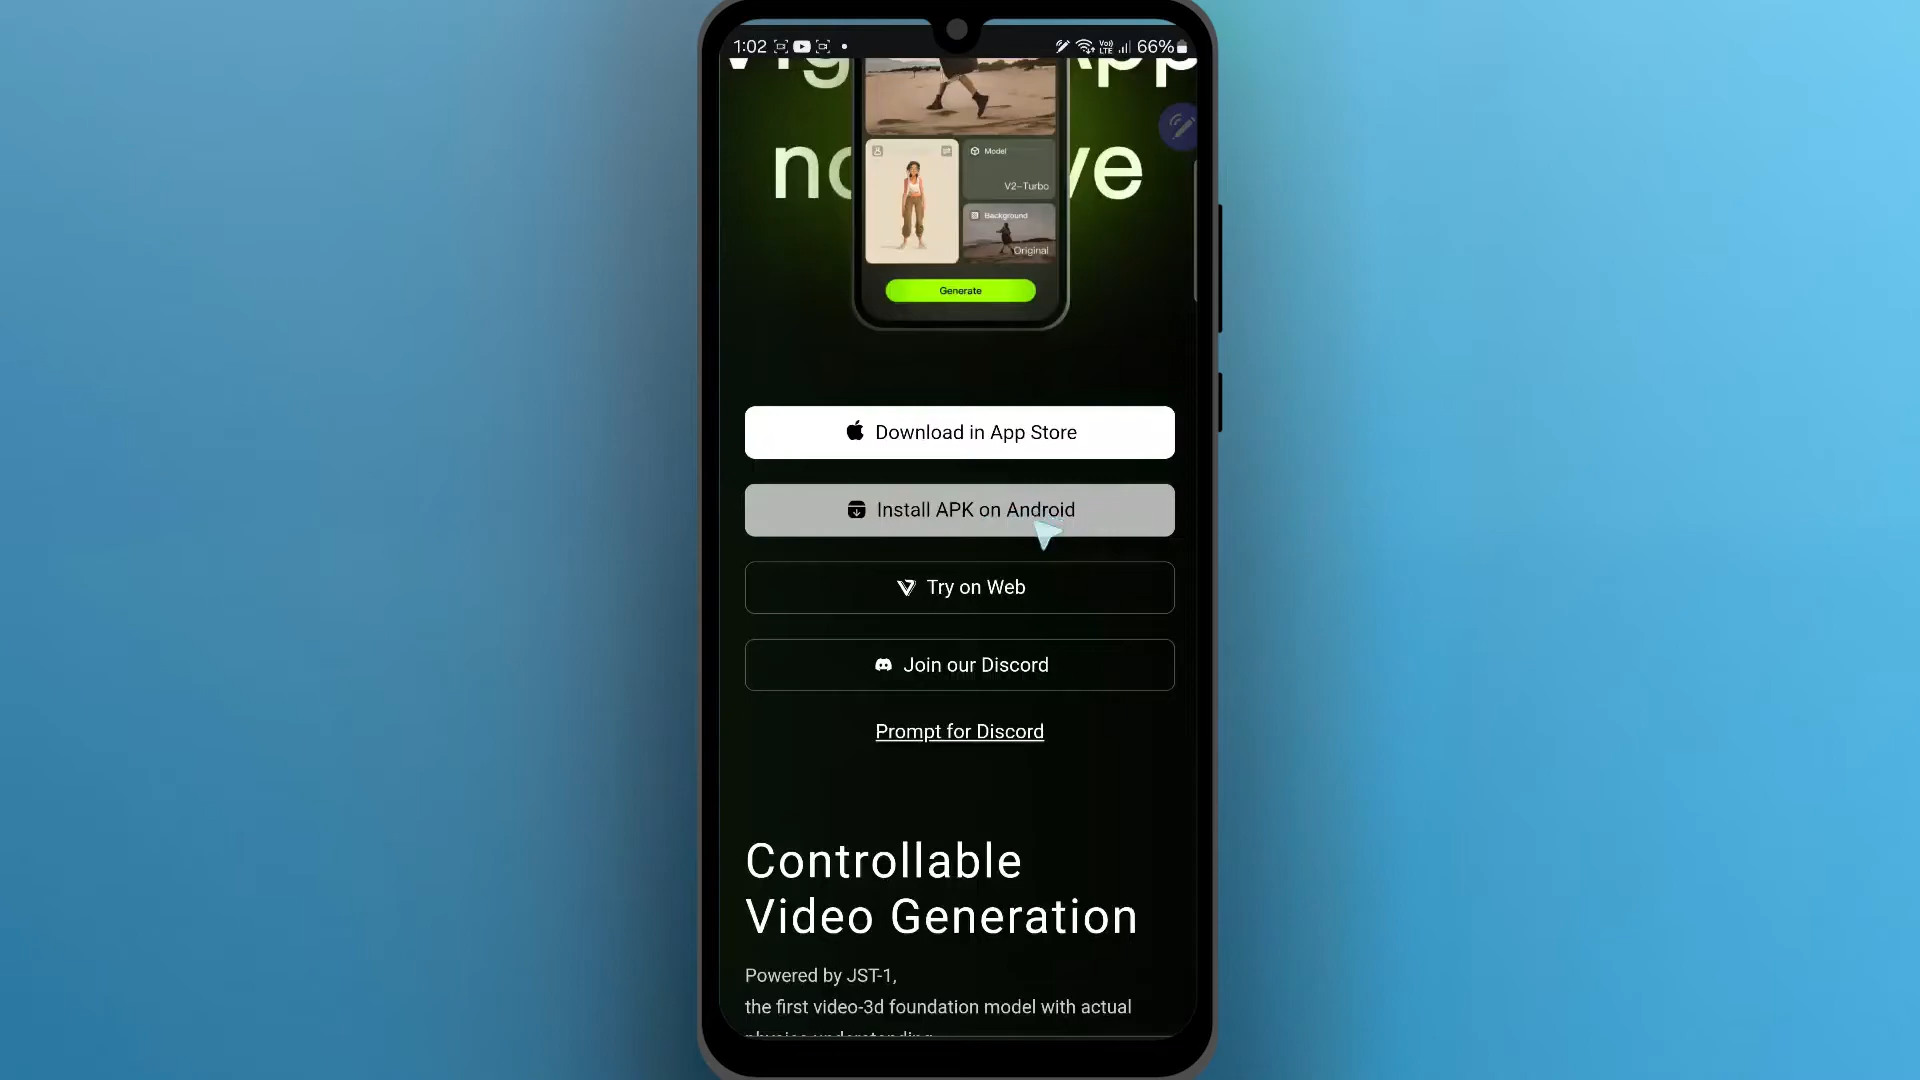 1:02
66%
Model
V2-Turbo
Background
Original
Generate
Download in App Store
Install APK on Android
Try on Web
Join our Discord
Prompt for Discord
Controllable
Video Generation
Powered by JST-1,
the first video-3d foundation model with actual